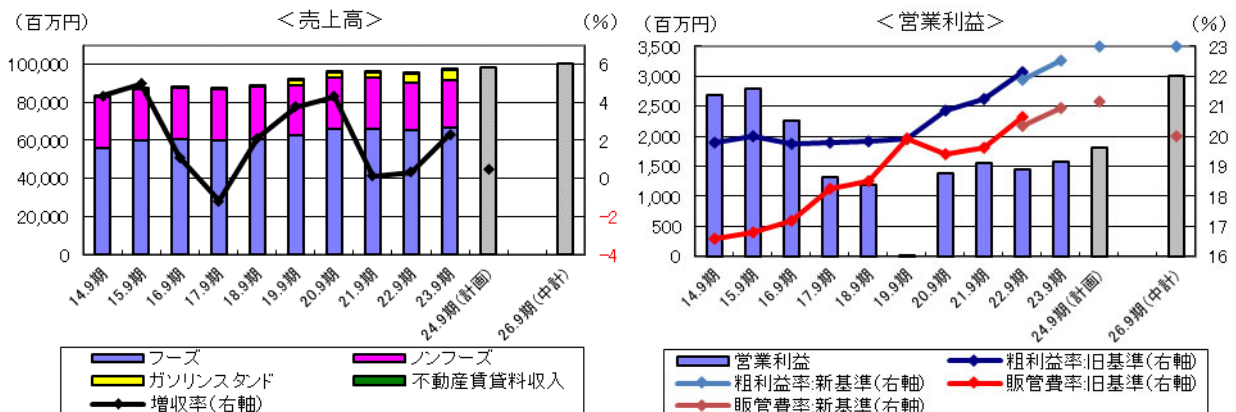 ＜売上高＞
(百万円) (%)
100,000
80,000
60,000
40,000
20,000
0
6
4
2
0
-2
-4
14.9期
15.9期
16.9期
17.9期
18.9期
19.9期
20.9期
21.9期
22.9期
23.9期
24.9期(計画)
26.9期(中計)
フーズ ノンフーズ
ガソリンスタンド 不動産賃貸料収入
増収率(右軸)
＜営業利益＞
(百万円) (%)
3,500
3,000
2,500
2,000
1,500
1,000
500
0
23
22
21
20
19
18
17
16
14.9期
15.9期
16.9期
17.9期
18.9期
19.9期
20.9期
21.9期
22.9期
23.9期
24.9期(計画)
26.9期(中計)
営業利益 粗利益率:旧基準(右軸)
粗利益率:新基準(右軸) 販管費率:旧基準(右軸)
販管費率:新基準(右軸)